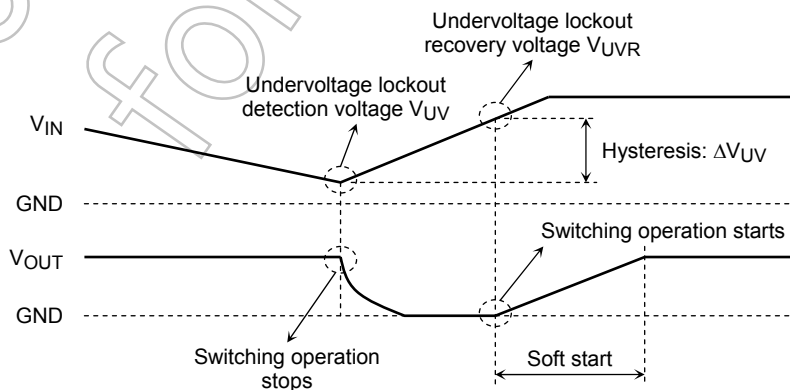 Undervoltage lockout
recovery voltage VUVR
Undervoltage lockout
detection voltage VUV
VIN
Hysteresis: ΔVUV
GND
Switching operation starts
VOUT
GND
Switching operation
stops
Soft start
for